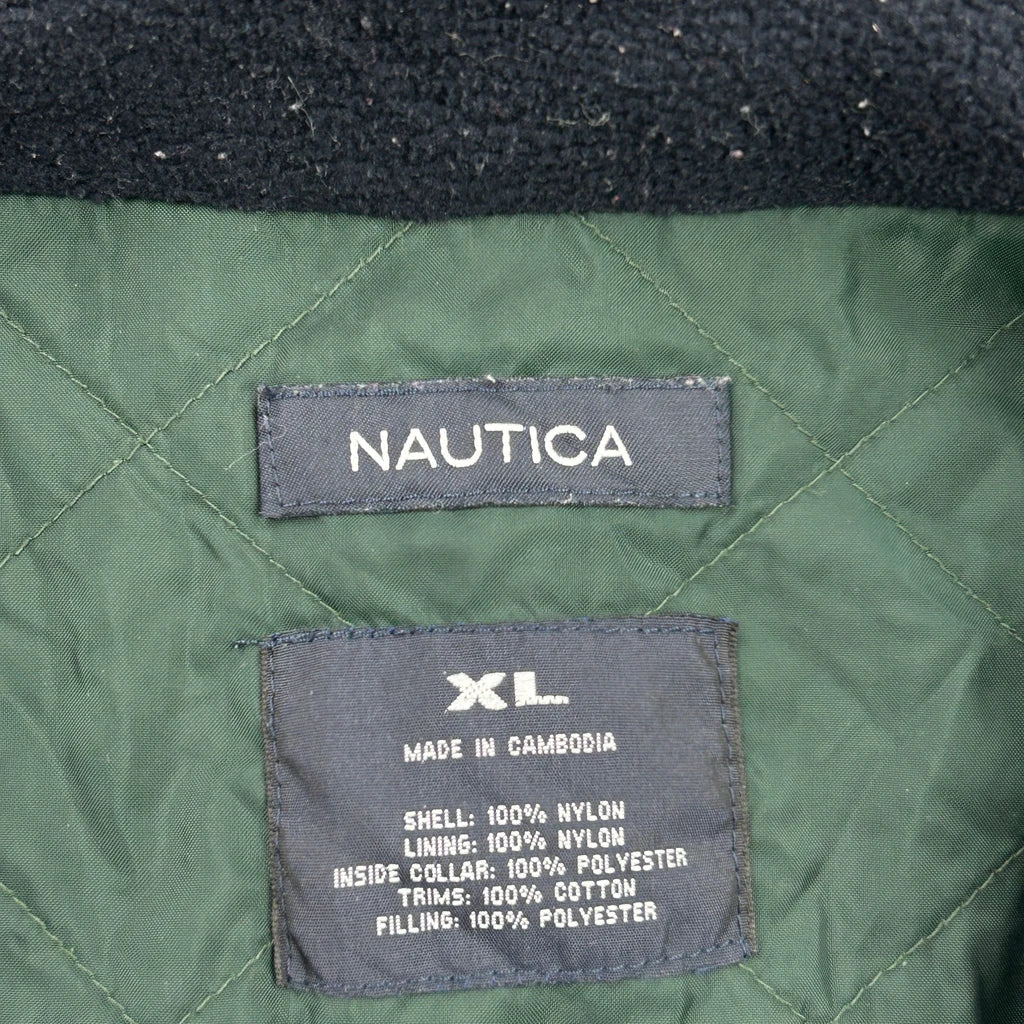 NAUTICA
XL
MADE IN CAMBODIA
SHELL: 100% NYLON
LINING: 100% NYLON
INSIDE COLLAR: 100% POLYESTER
TRIMS: 100% COTTON
FILLING: 100% POLYESTER